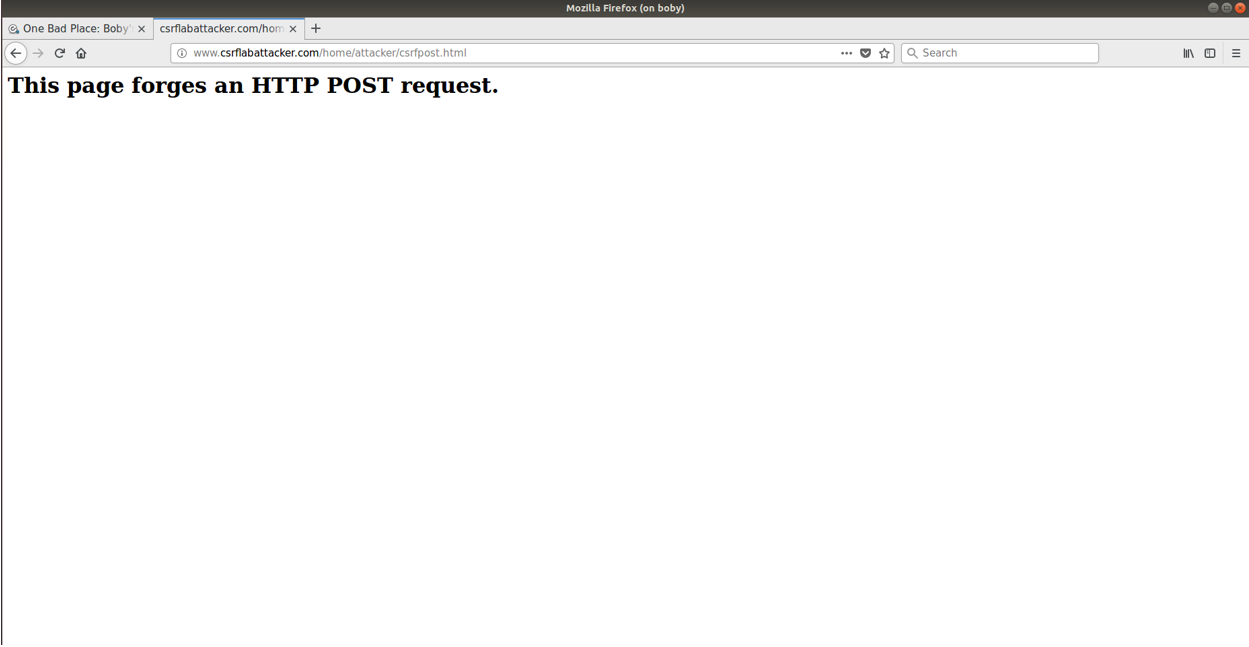 Mozilla Firefox (on boby)
One Bad Place: Boby'
csrflabattacker.com/hom
www.csrflabattacker.com/home/attacker/csrfpost.html
Search
This page forges an HTTP POST request.